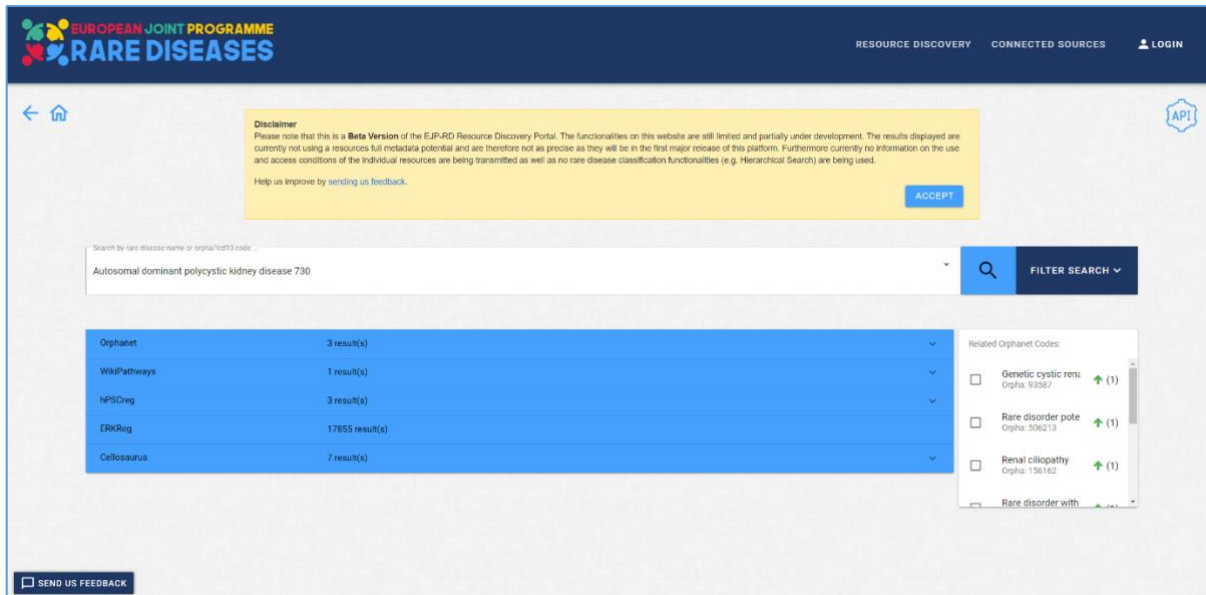 EUROPEAN JOINT PROGRAMME
RARE DISEASES
RESOURCE DISCOVERY
CONNECTED SOURCES
LOGIN
API
Disclaimer
Please note that this is a Beta Version of the EJP-RD Resource Discovery Portal. The functionalities on this website are still limited and partially under development. The results displayed are
currently not using a resources full metadata potential and are therefore not as precise as they will be in the first major release of this platform. Furthermore currently no information on the use
and access conditions of the individual resources are being transmitted as well as no rare disease classification functionalities (e.g. Hierarchical Search) are being used.
Help us improve by sending us feedback.
ACCEPT
Search by rare disease name or orpha/icd10 code ...
Autosomal dominant polycystic kidney disease 730
FILTER SEARCH
Orphanet 3 result(s)
WikiPathways 1 result(s)
hPSCreg 3 result(s)
ERKReg 17855 result(s)
Cellosaurus 7 result(s)
Related Orphanet Codes:
Genetic cystic rena
Orpha: 93587
(1)
Rare disorder pote
Orpha: 506213
(1)
Renal ciliopathy
Orpha: 156162
(1)
Rare disorder with
SEND US FEEDBACK